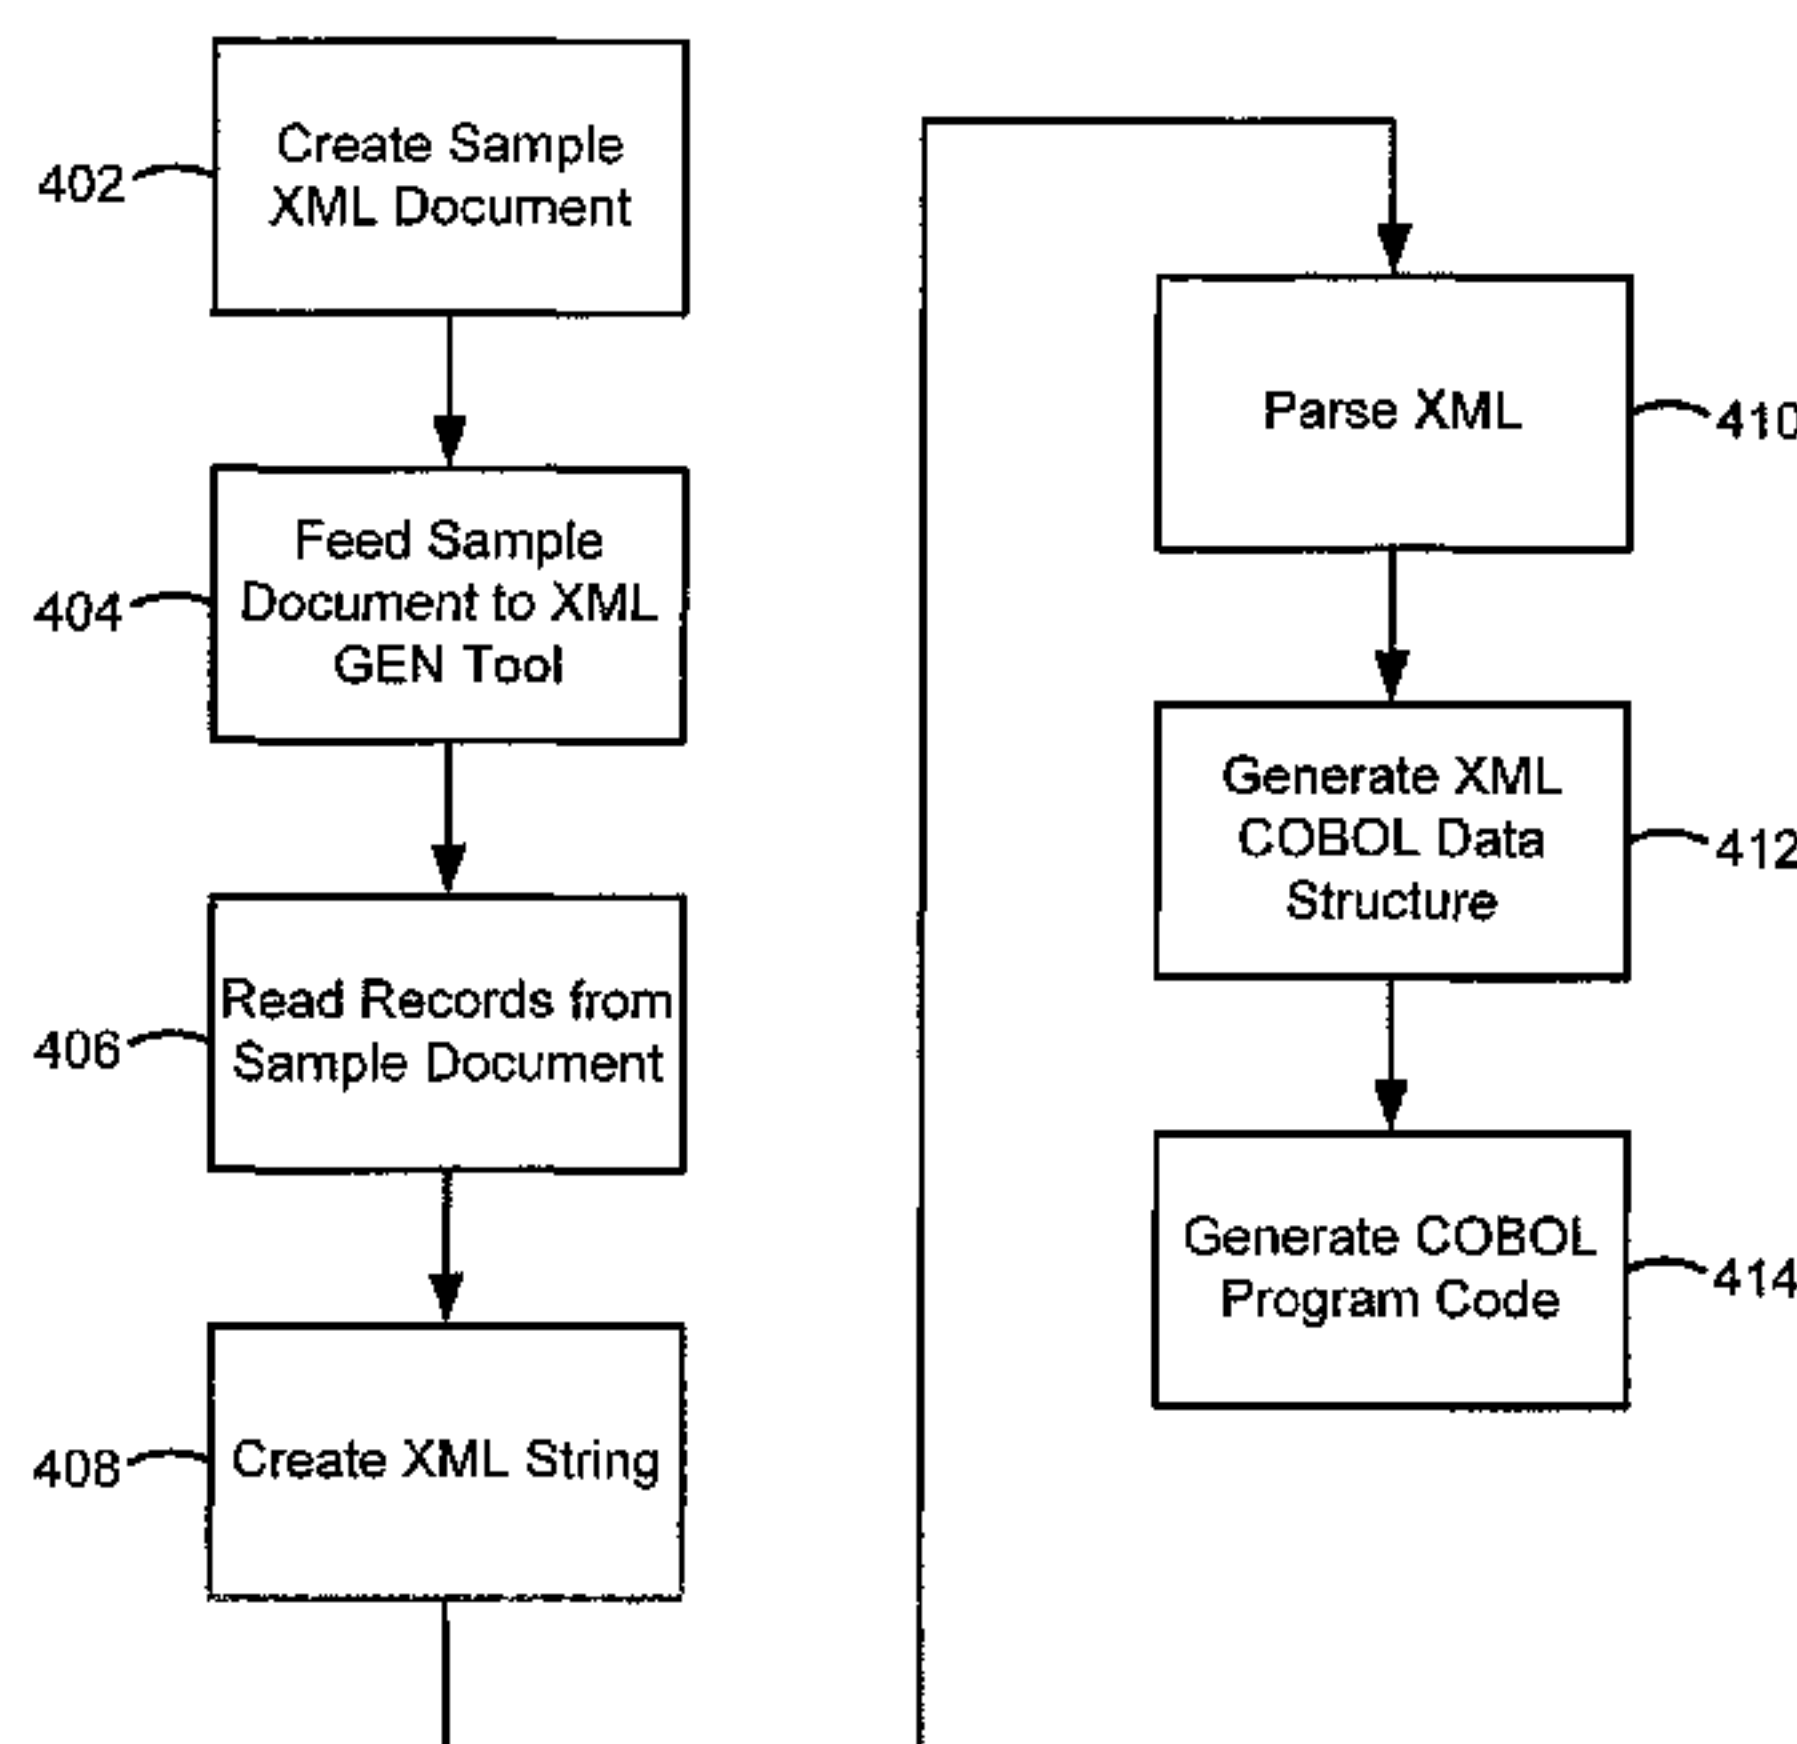 402
Create Sample
XML Document
404
Feed Sample
Document to XML
GEN Tool
406
Read Records from
Sample Document
408
Create XML String
Parse XML
410
Generate XML
COBOL Data
Structure
412
Generate COBOL
Program Code
414